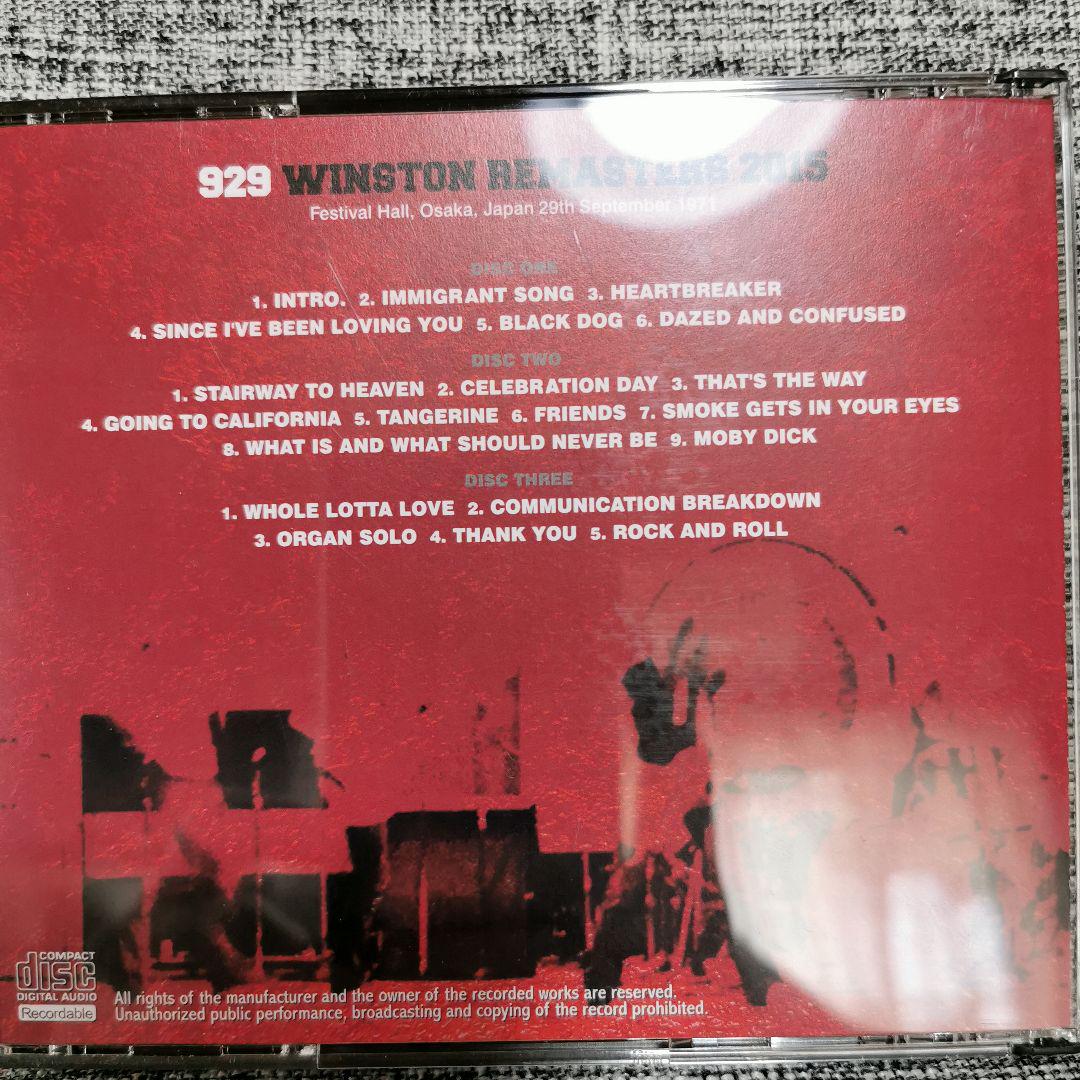 929 WINSTON REMASTERS 2015
Festival Hall, Osaka, Japan 29th September 1971
DISC ONE
1. INTRO. 2. IMMIGRANT SONG 3. HEARTBREAKER
4. SINCE I'VE BEEN LOVING YOU 5. BLACK DOG 6. DAZED AND CONFUSED
DISC TWO
1. STAIRWAY TO HEAVEN 2. CELEBRATION DAY 3. THAT'S THE WAY
4. GOING TO CALIFORNIA 5. TANGERINE 6. FRIENDS 7. SMOKE GETS IN YOUR EYES
8. WHAT IS AND WHAT SHOULD NEVER BE 9. MOBY DICK
DISC THREE
1. WHOLE LOTTA LOVE 2. COMMUNICATION BREAKDOWN
3. ORGAN SOLO 4. THANK YOU 5. ROCK AND ROLL
COMPACT
disc
DIGITAL AUDIO
Recordable
All rights of the manufacturer and the owner of the recorded works are reserved.
Unauthorized public performance, broadcasting and copying of the record prohibited.